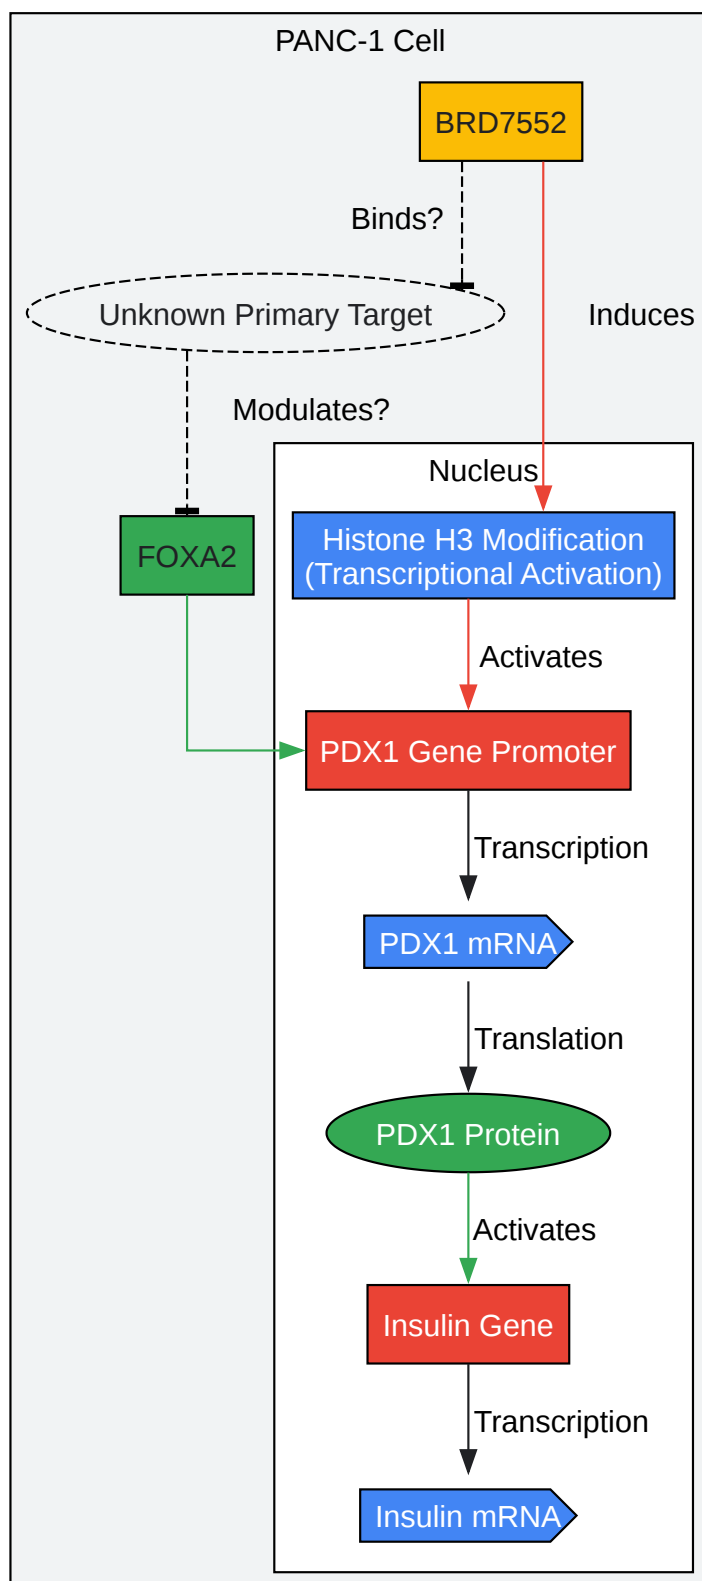 PANC-1 Cell
BRD7552
Binds?
Unknown Primary Target
Induces
Modulates?
Nucleus
FOXA2
Histone H3 Modification
(Transcriptional Activation)
Activates
PDX1 Gene Promoter
Transcription
PDX1 mRNA
Translation
PDX1 Protein
Activates
Insulin Gene
Transcription
Insulin mRNA